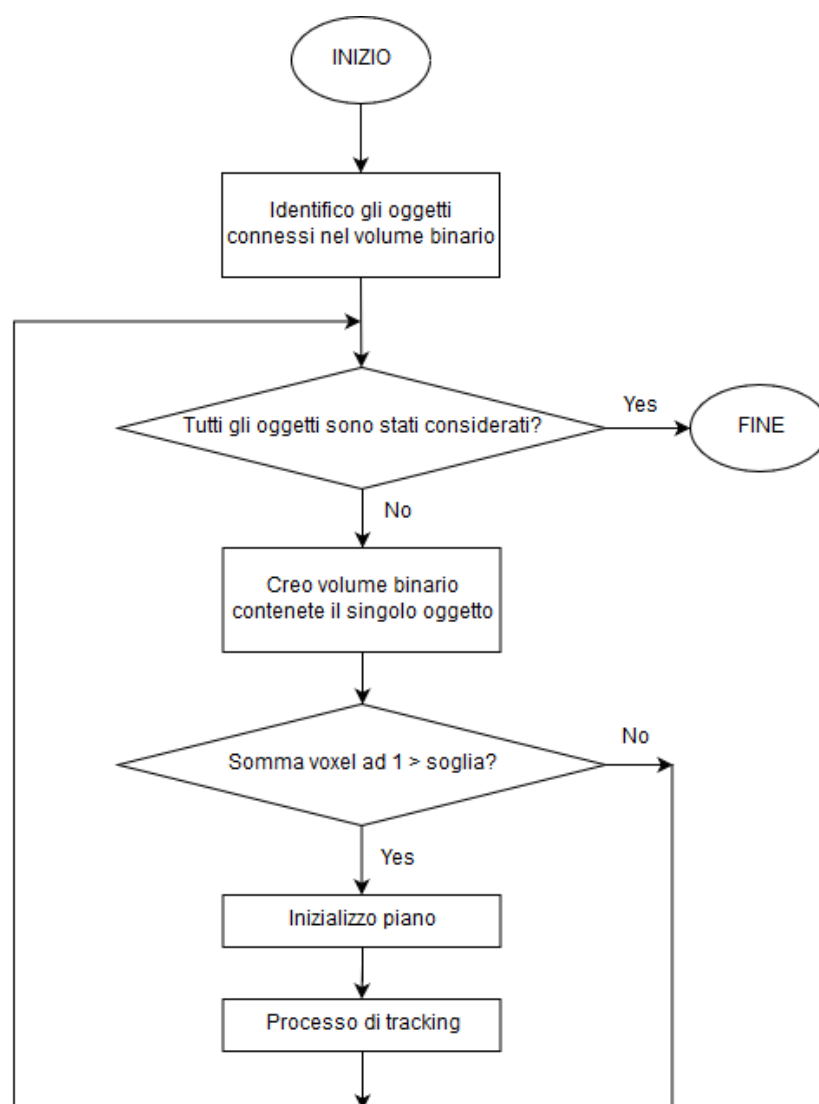 INIZIO
Identifico gli oggetti
connessi nel volume binario
Tutti gli oggetti sono stati considerati?
Yes
FINE
No
Creo volume binario
contenete il singolo oggetto
Somma voxel ad 1 > soglia?
No
Yes
Inizializzo piano
Processo di tracking